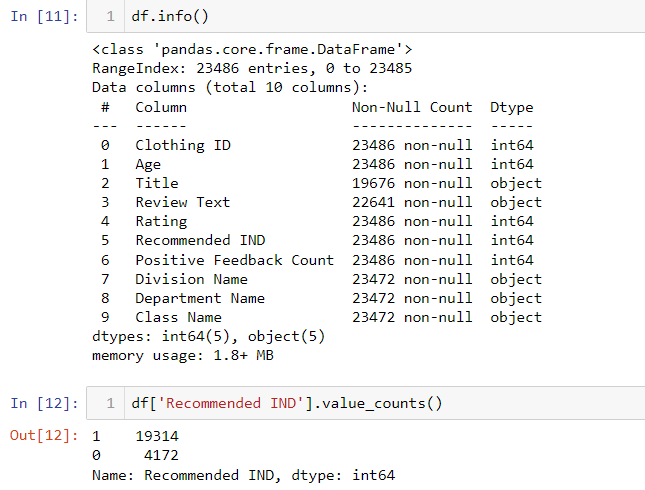 In [11]: 1 df.info()
<class 'pandas.core.frame.DataFrame'>
RangeIndex: 23486 entries, 0 to 23485
Data columns (total 10 columns):
 #   Column                   Non-Null Count  Dtype
---  ------                   --------------  -----
 0   Clothing ID              23486 non-null  int64
 1   Age                      23486 non-null  int64
 2   Title                    19676 non-null  object
 3   Review Text              22641 non-null  object
 4   Rating                   23486 non-null  int64
 5   Recommended IND          23486 non-null  int64
 6   Positive Feedback Count  23486 non-null  int64
 7   Division Name            23472 non-null  object
 8   Department Name          23472 non-null  object
 9   Class Name               23472 non-null  object
dtypes: int64(5), object(5)
memory usage: 1.8+ MB
In [12]: 1 df['Recommended IND'].value_counts()
Out[12]: 1    19314
0     4172
Name: Recommended IND, dtype: int64